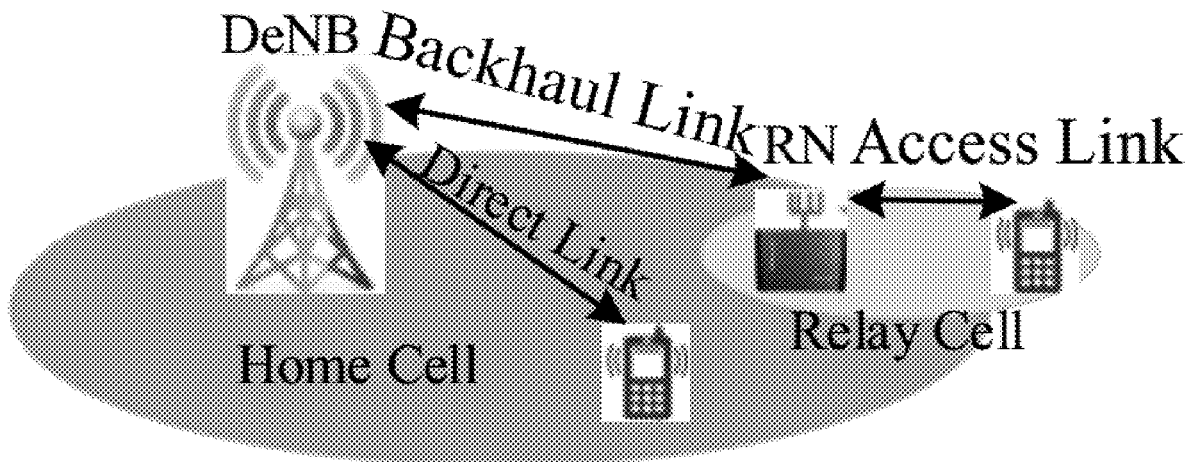 DeNB Backhaul Link
RN Access Link
Direct Link
Home Cell
Relay Cell